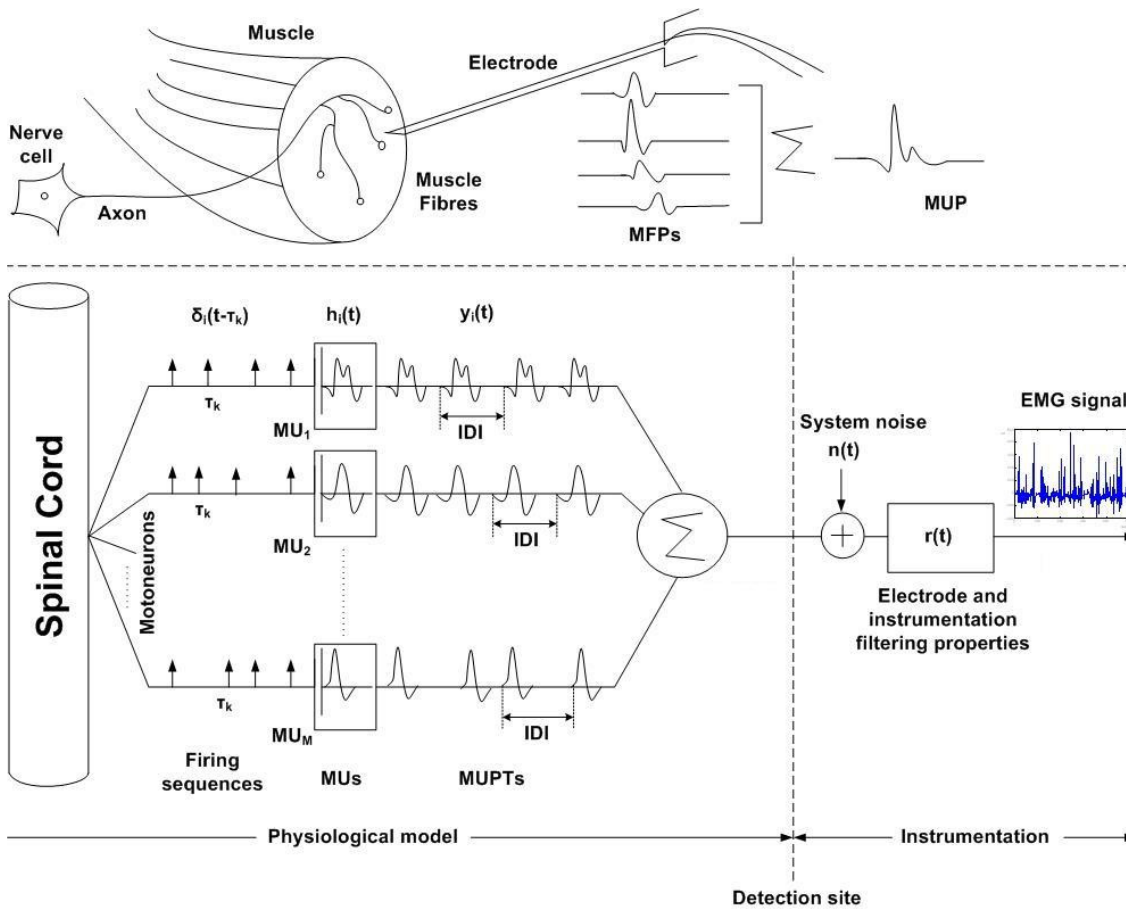 Muscle
Electrode
Nerve
cell
Axon
Muscle
Fibres
MFPs
MUP
Spinal Cord
Motoneurons
δi(t-τk)
hi(t)
yi(t)
τk
MU1
IDI
τk
MU2
IDI
τk
MUM
IDI
Firing
sequences
MUs
MUPTs
System noise
n(t)
r(t)
EMG signal
Electrode and
instrumentation
filtering properties
Physiological model
Instrumentation
Detection site